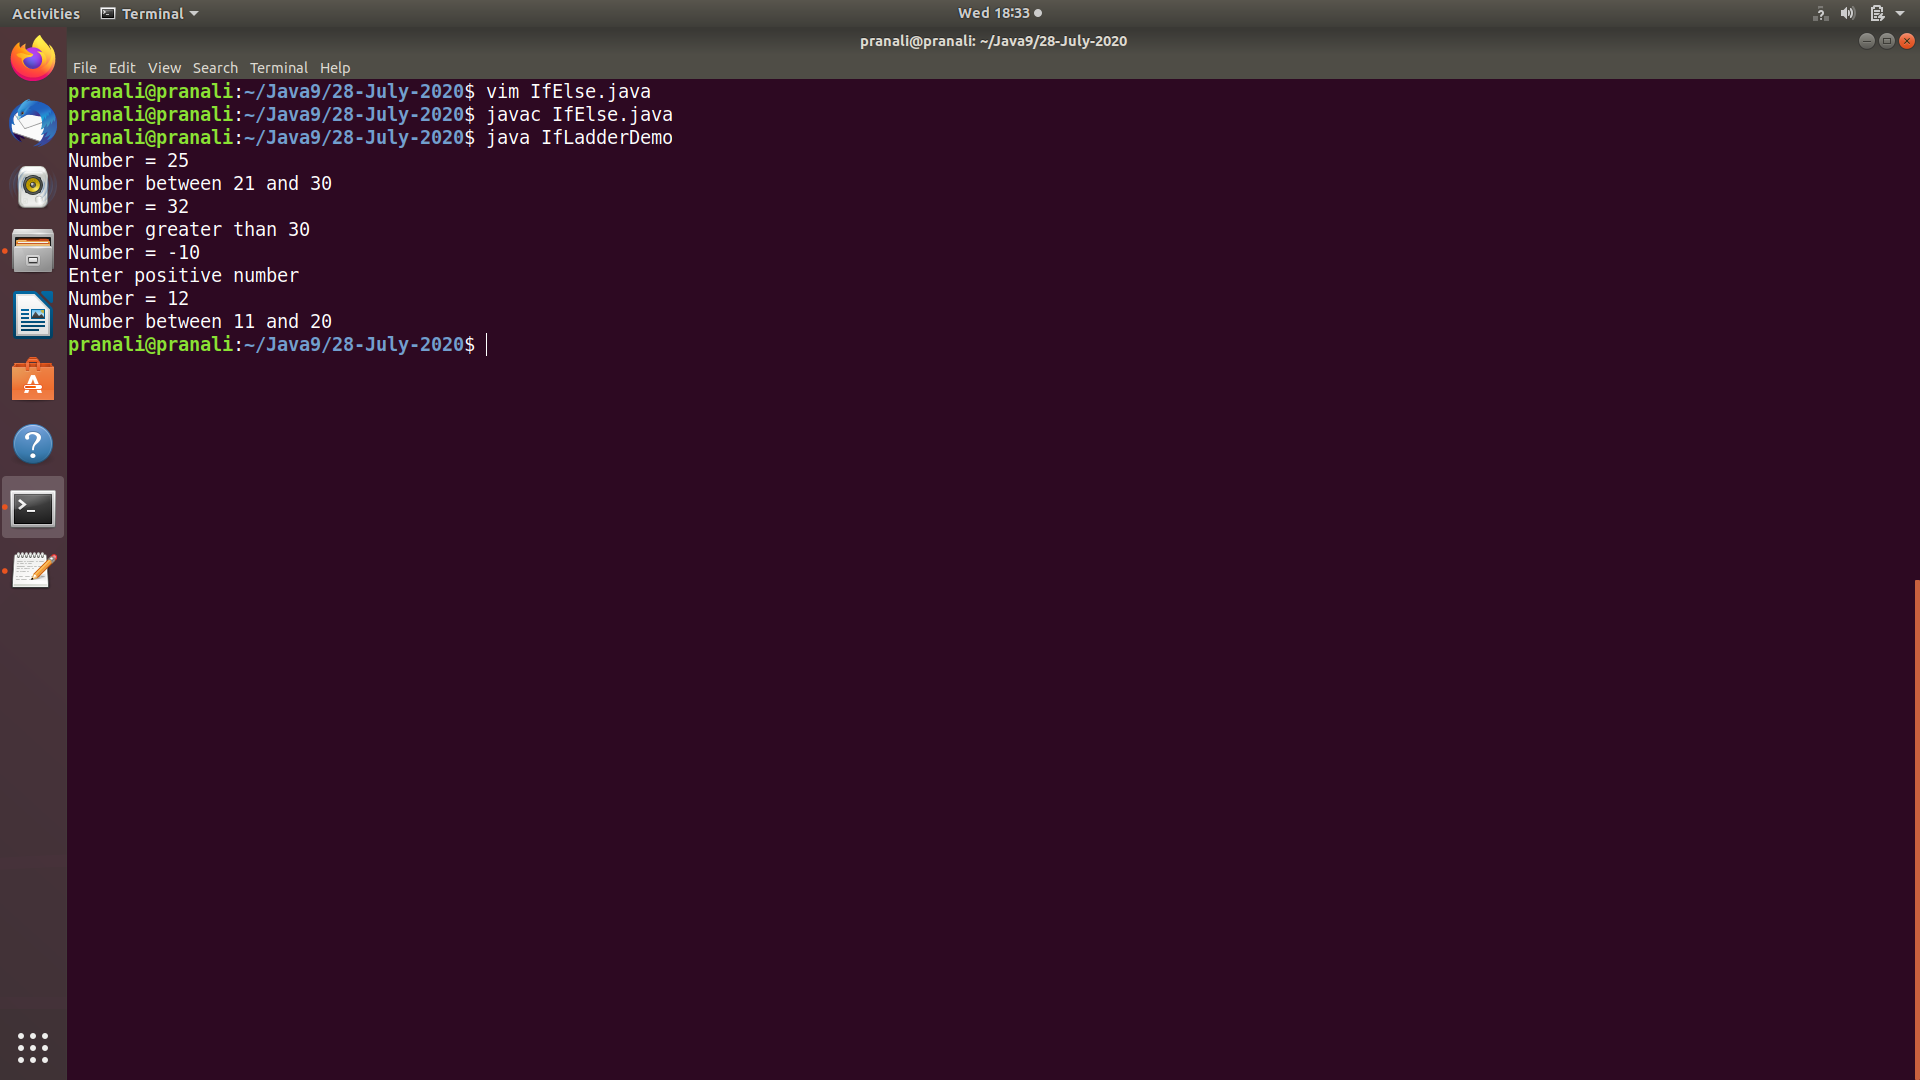 Activities Terminal Wed 18:33
pranali@pranali: ~/Java9/28-July-2020
File Edit View Search Terminal Help
pranali@pranali:~/Java9/28-July-2020$ vim IfElse.java
pranali@pranali:~/Java9/28-July-2020$ javac IfElse.java
pranali@pranali:~/Java9/28-July-2020$ java IfLadderDemo
Number = 25
Number between 21 and 30
Number = 32
Number greater than 30
Number = -10
Enter positive number
Number = 12
Number between 11 and 20
pranali@pranali:~/Java9/28-July-2020$